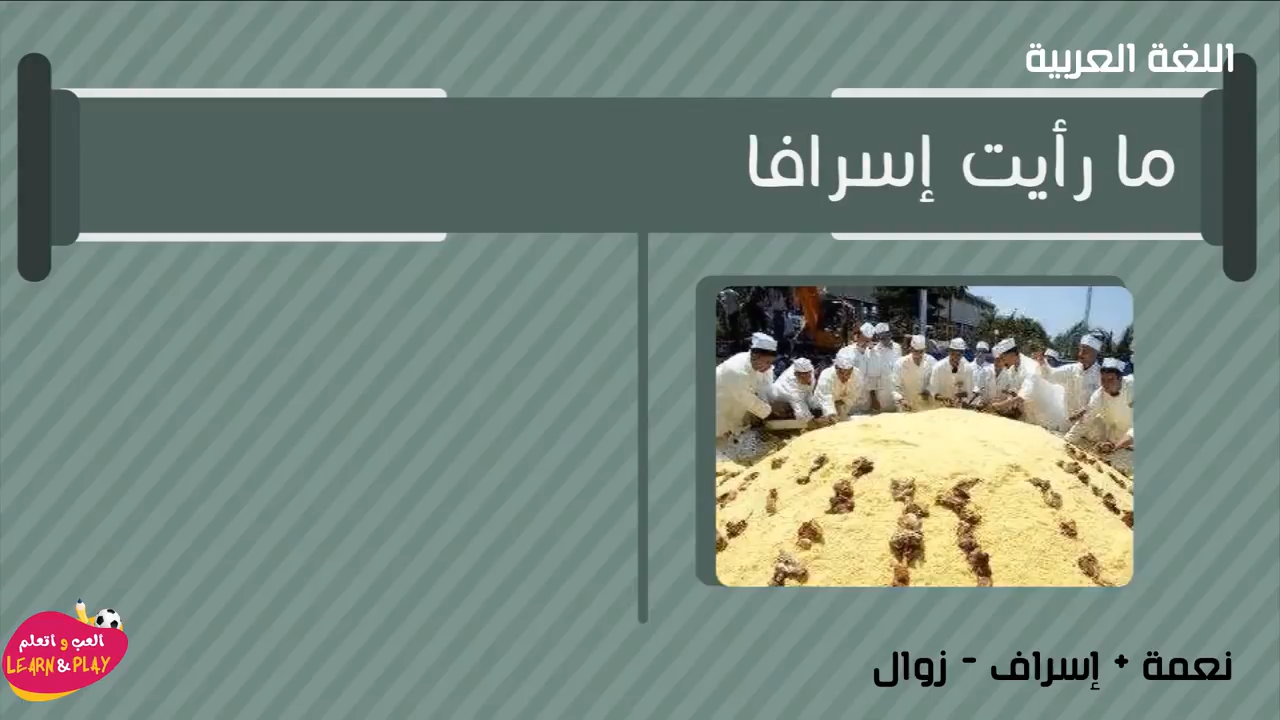 اللغة العربية
ما رأيت إسرافا
نعمة + إسراف - زوال
العب و اتعلم
LEARN & PLAY